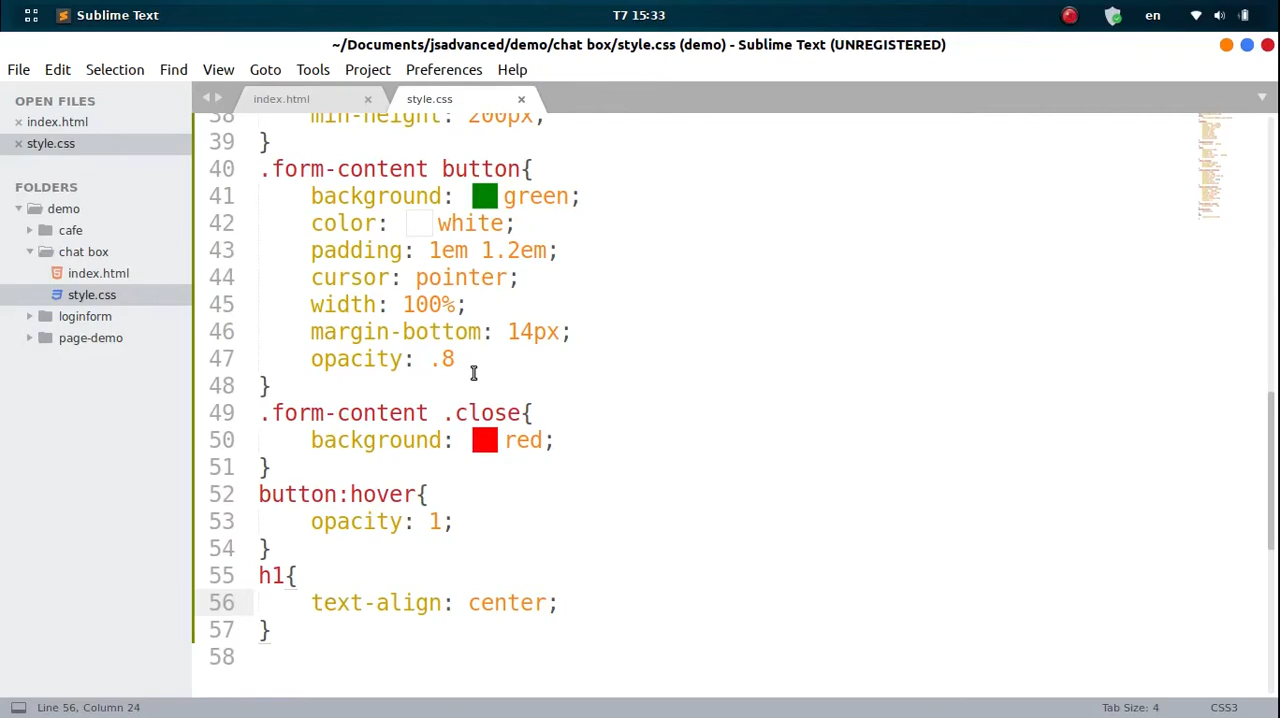 Sublime Text
T7 15:33
en
~/Documents/jsadvanced/demo/chat box/style.css (demo) - Sublime Text (UNREGISTERED)
File Edit Selection Find View Goto Tools Project Preferences Help
OPEN FILES
index.html
style.css
FOLDERS
demo
cafe
chat box
index.html
style.css
loginform
page-demo
index.html
style.css
38 min-height: 200px;
39 }
40 .form-content button{
41 background: green;
42 color: white;
43 padding: 1em 1.2em;
44 cursor: pointer;
45 width: 100%;
46 margin-bottom: 14px;
47 opacity: .8
48 }
49 .form-content .close{
50 background: red;
51 }
52 button:hover{
53 opacity: 1;
54 }
55 h1{
56 text-align: center;
57 }
58
Line 56, Column 24
Tab Size: 4
CSS3